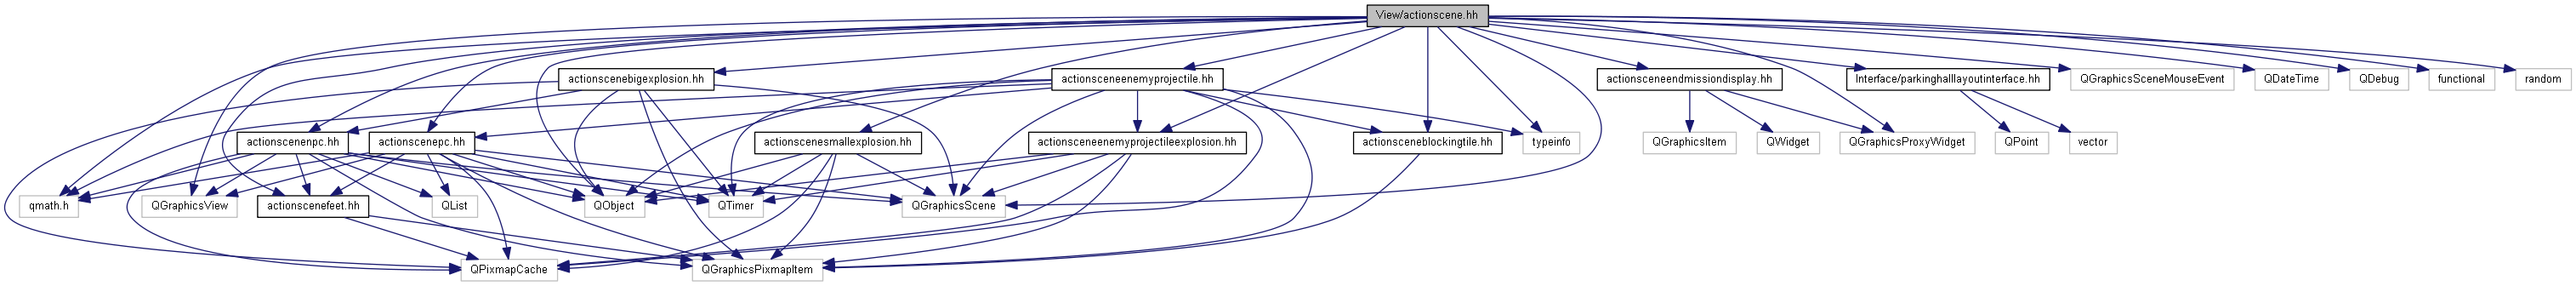 View/actionscene.hh
actionscenebigexplosion.hh
actionsceneenemyprojectile.hh
actionsceneendmissiondisplay.hh
Interface/parkinghalllayoutinterface.hh
QGraphicsSceneMouseEvent
QDateTime
QDebug
functional
random
actionscenenpc.hh
actionscenepc.hh
actionscenesmallexplosion.hh
actionsceneenemyprojectileexplosion.hh
actionsceneblockingtile.hh
typeinfo
QGraphicsItem
QWidget
QGraphicsProxyWidget
QPoint
vector
qmath.h
QGraphicsView
actionscenefeet.hh
QList
QObject
QTimer
QGraphicsScene
QPixmapCache
QGraphicsPixmapItem